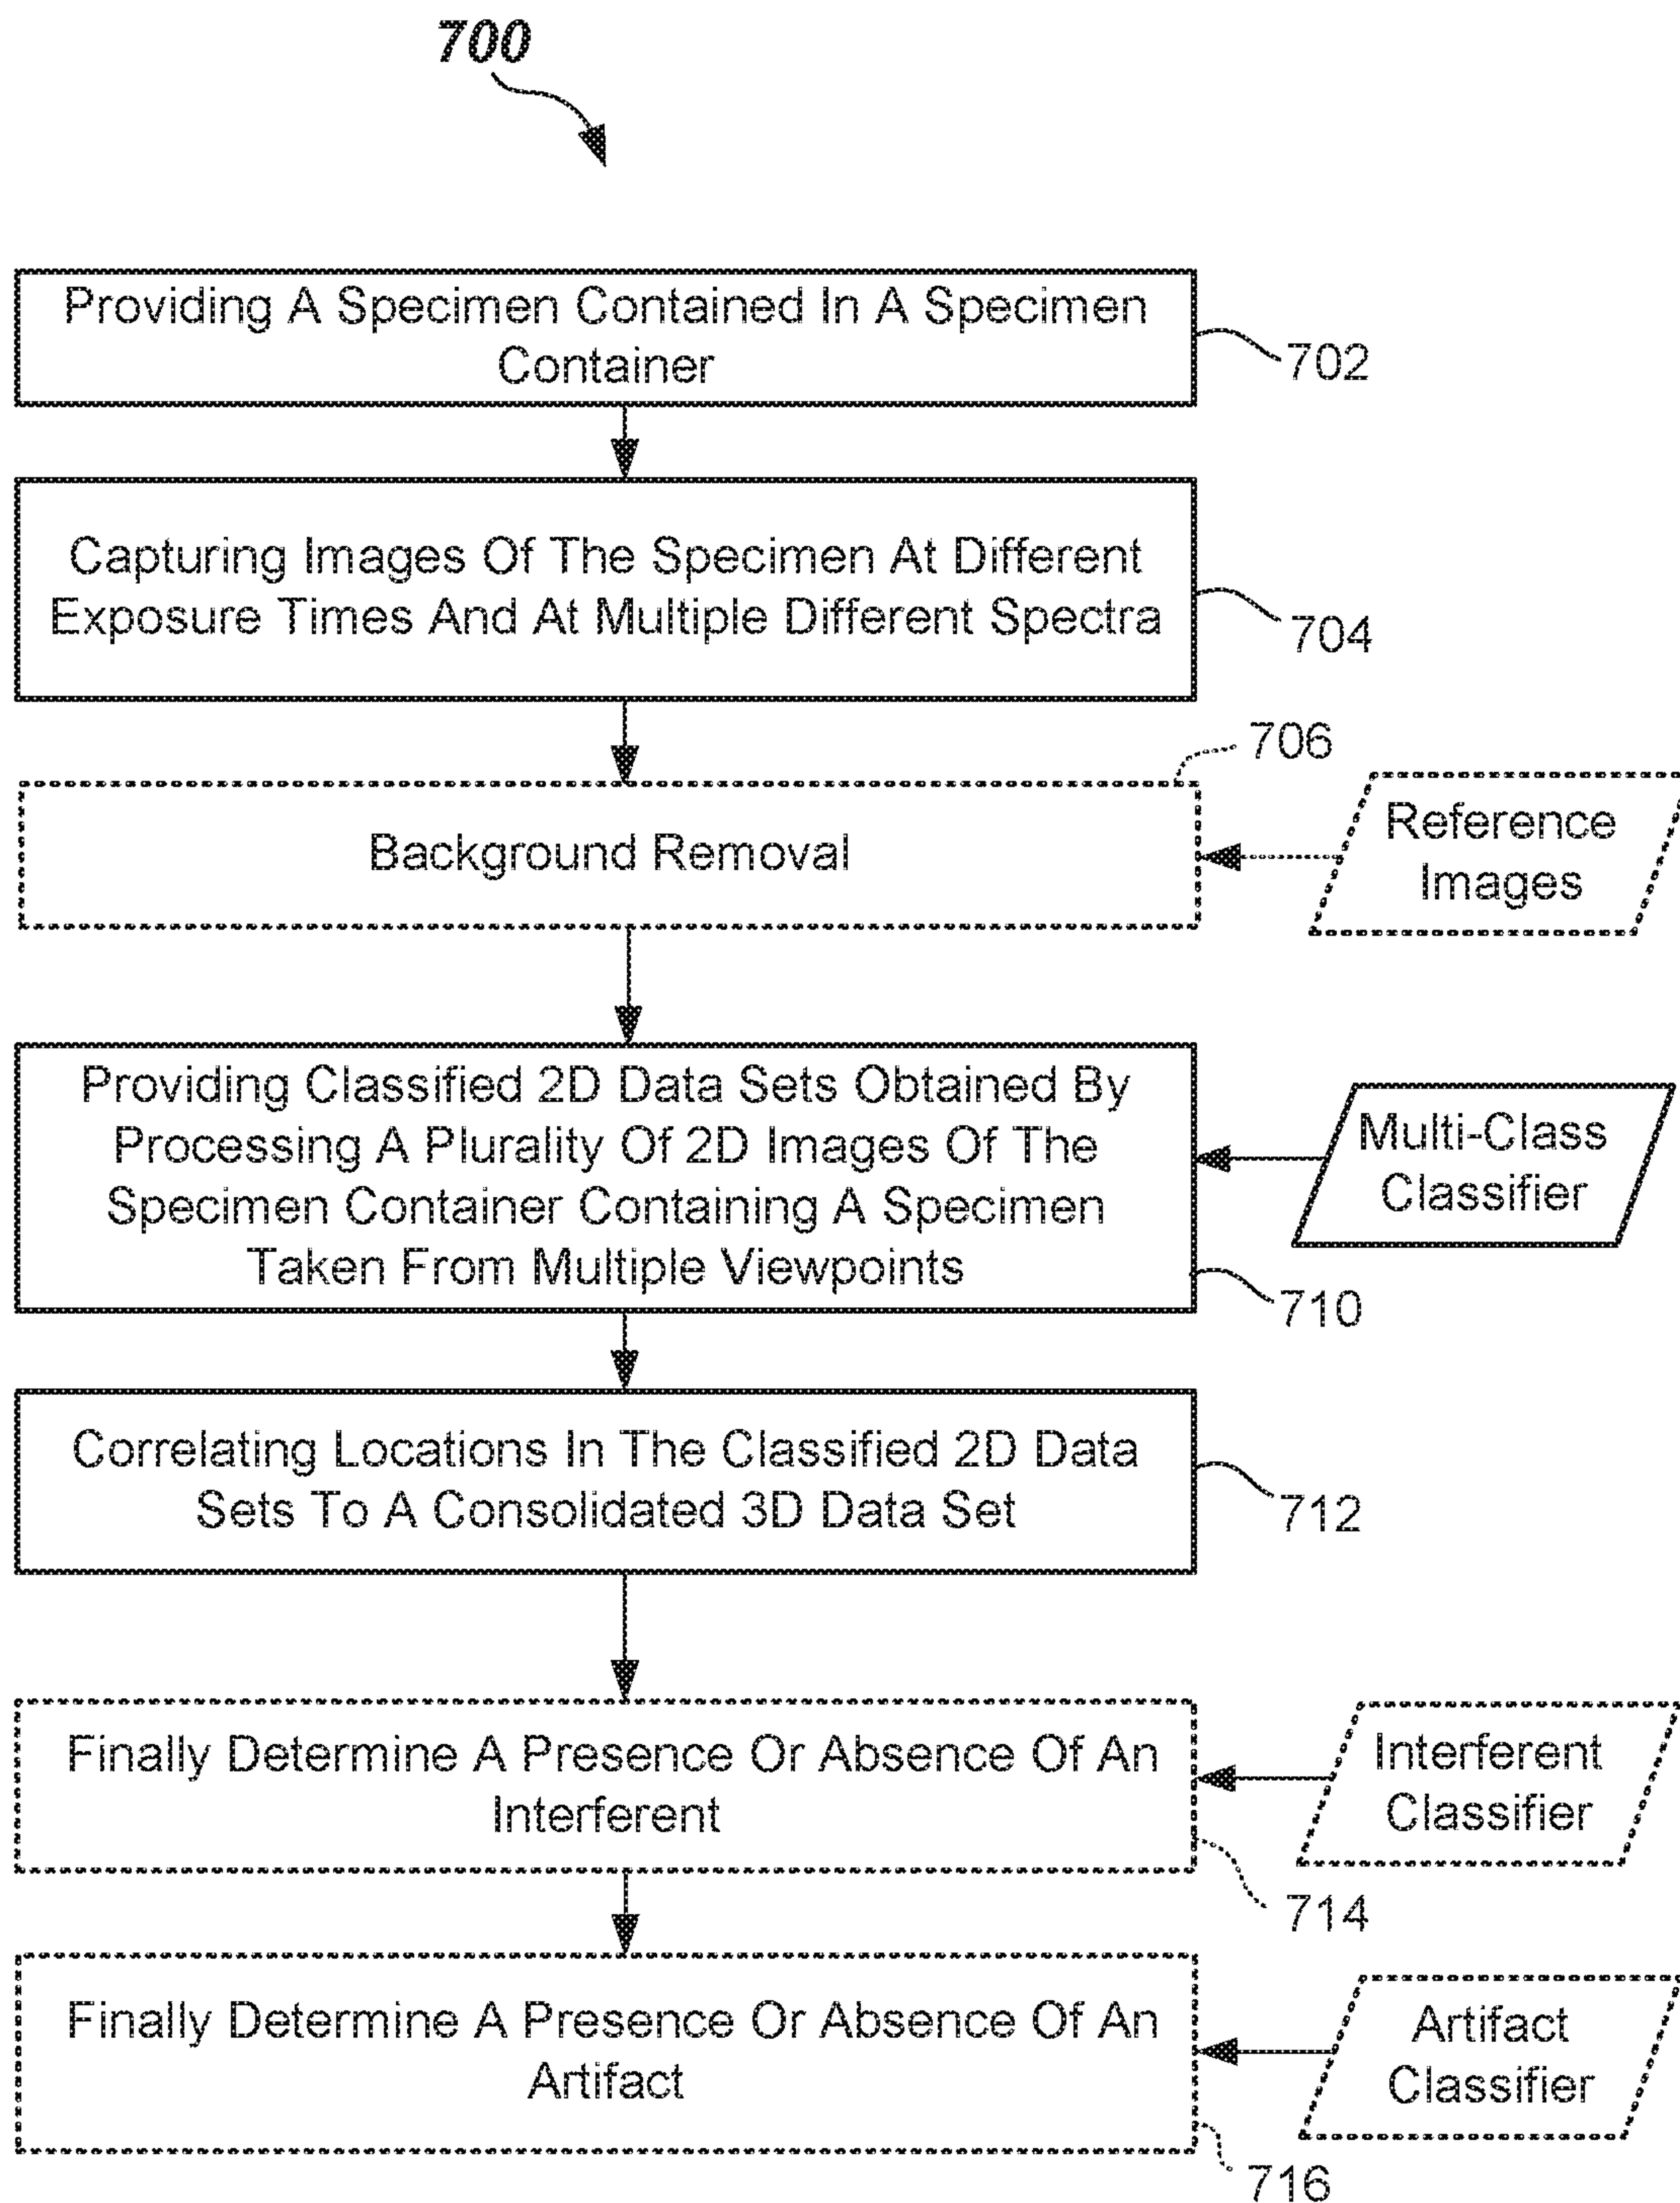 700
Providing A Specimen Contained In A Specimen
Container
702
Capturing Images Of The Specimen At Different
Exposure Times And At Multiple Different Spectra
704
706
Background Removal
Reference
Images
Providing Classified 2D Data Sets Obtained By
Processing A Plurality Of 2D Images Of The
Specimen Container Containing A Specimen
Taken From Multiple Viewpoints
Multi-Class
Classifier
710
Correlating Locations In The Classified 2D Data
Sets To A Consolidated 3D Data Set
712
Finally Determine A Presence Or Absence Of An
Interferent
Interferent
Classifier
714
Finally Determine A Presence Or Absence Of An
Artifact
Artifact
Classifier
716